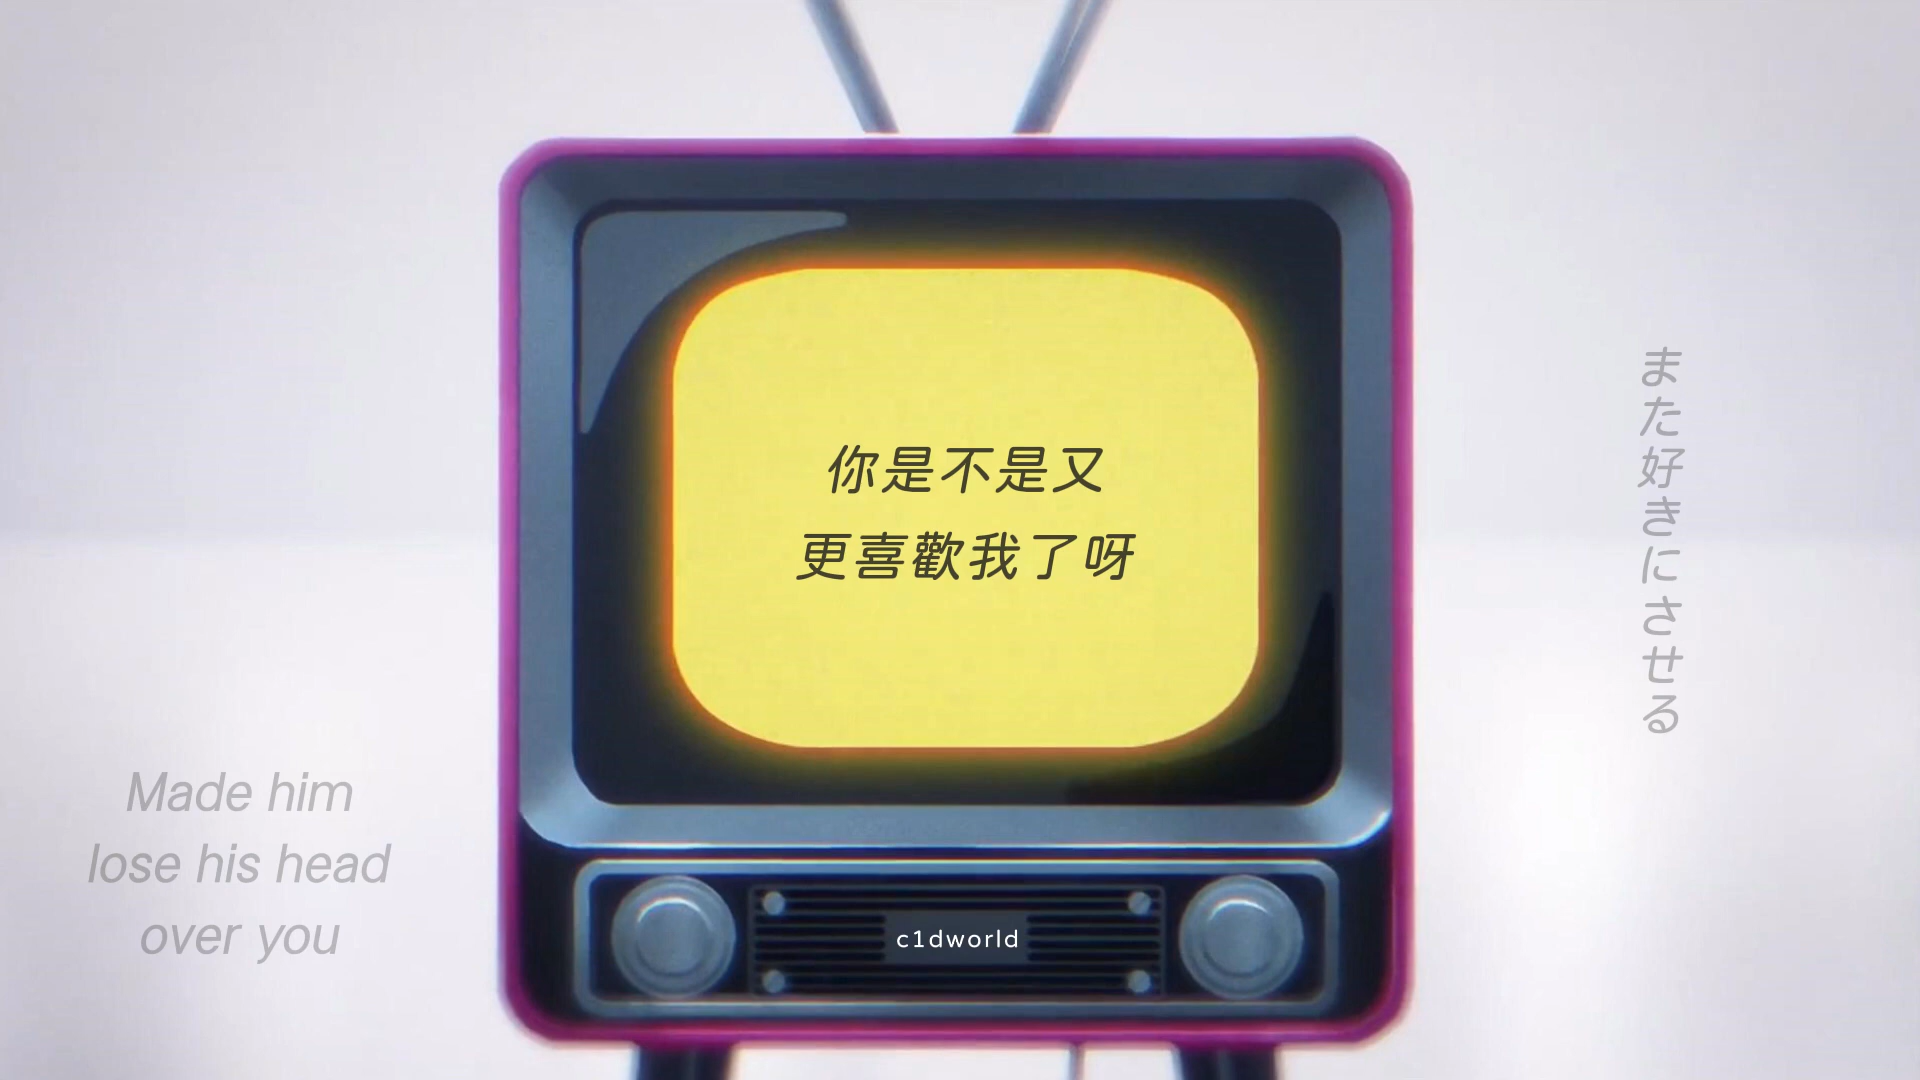 你是不是又
更喜歡我了呀
また好きにさせる
Made him
lose his head
over you
c1dworld